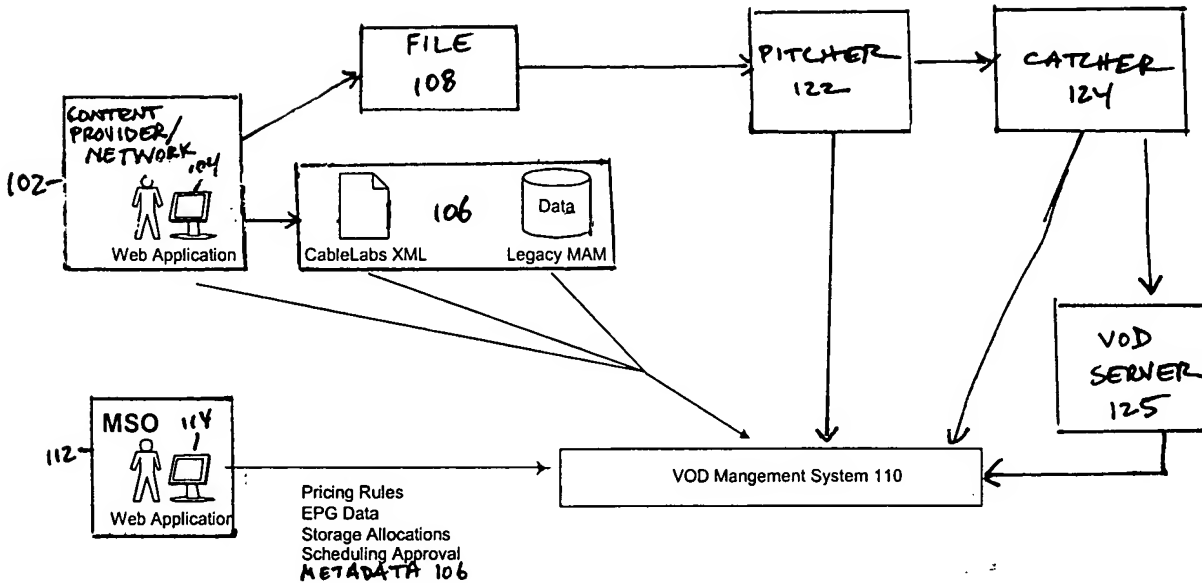 FILE
108
PITCHER
122
CATCHER
124
CONTENT
PROVIDER/
NETWORK 104
102
Web Application
106
Data
CableLabs XML
Legacy MAM
VOD
SERVER
125
MSO 114
112
Web Application
VOD Mangement System 110
Pricing Rules
EPG Data
Storage Allocations
Scheduling Approval
METADATA 106